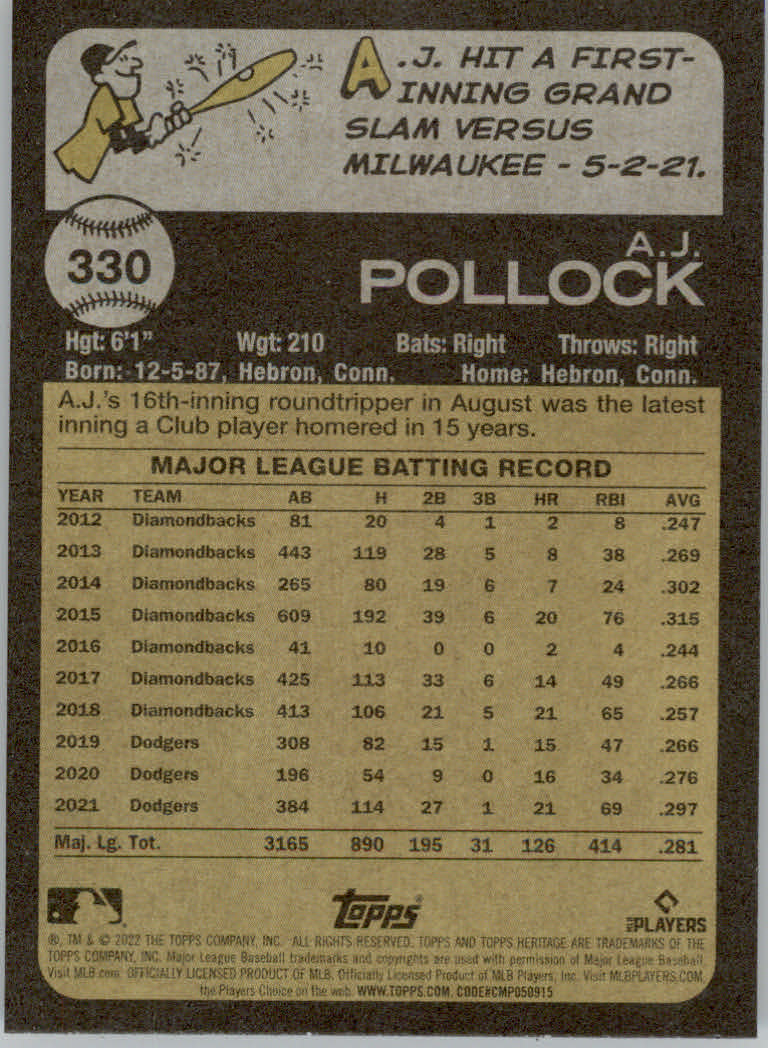 A.J. HIT A FIRST-
INNING GRAND
SLAM VERSUS
MILWAUKEE - 5-2-21.
330
A.J.
POLLOCK
Hgt: 6'1" Wgt: 210 Bats: Right Throws: Right
Born: 12-5-87, Hebron, Conn. Home: Hebron, Conn.
A.J.'s 16th-inning roundtripper in August was the latest
inning a Club player homered in 15 years.
MAJOR LEAGUE BATTING RECORD
YEAR TEAM AB H 2B 3B HR RBI AVG
2012 Diamondbacks 81 20 4 1 2 8 .247
2013 Diamondbacks 443 119 28 5 8 38 .269
2014 Diamondbacks 265 80 19 6 7 24 .302
2015 Diamondbacks 609 192 39 6 20 76 .315
2016 Diamondbacks 41 10 0 0 2 4 .244
2017 Diamondbacks 425 113 33 6 14 49 .266
2018 Diamondbacks 413 106 21 5 21 65 .257
2019 Dodgers 308 82 15 1 15 47 .266
2020 Dodgers 196 54 9 0 16 34 .276
2021 Dodgers 384 114 27 1 21 69 .297
Maj. Lg. Tot. 3165 890 195 31 126 414 .281
topps
MLB PLAYERS
®, TM & © 2022 THE TOPPS COMPANY, INC. ALL RIGHTS RESERVED. TOPPS AND TOPPS HERITAGE ARE TRADEMARKS OF THE
TOPPS COMPANY, INC. Major League Baseball trademarks and copyrights are used with permission of Major League Baseball.
Visit MLB.com. OFFICIALLY LICENSED PRODUCT OF MLB. Officially Licensed Product of MLB Players, Inc. Visit MLBPLAYERS.COM,
the Players Choice on the web. WWW.TOPPS.COM. CODE#CMP050915